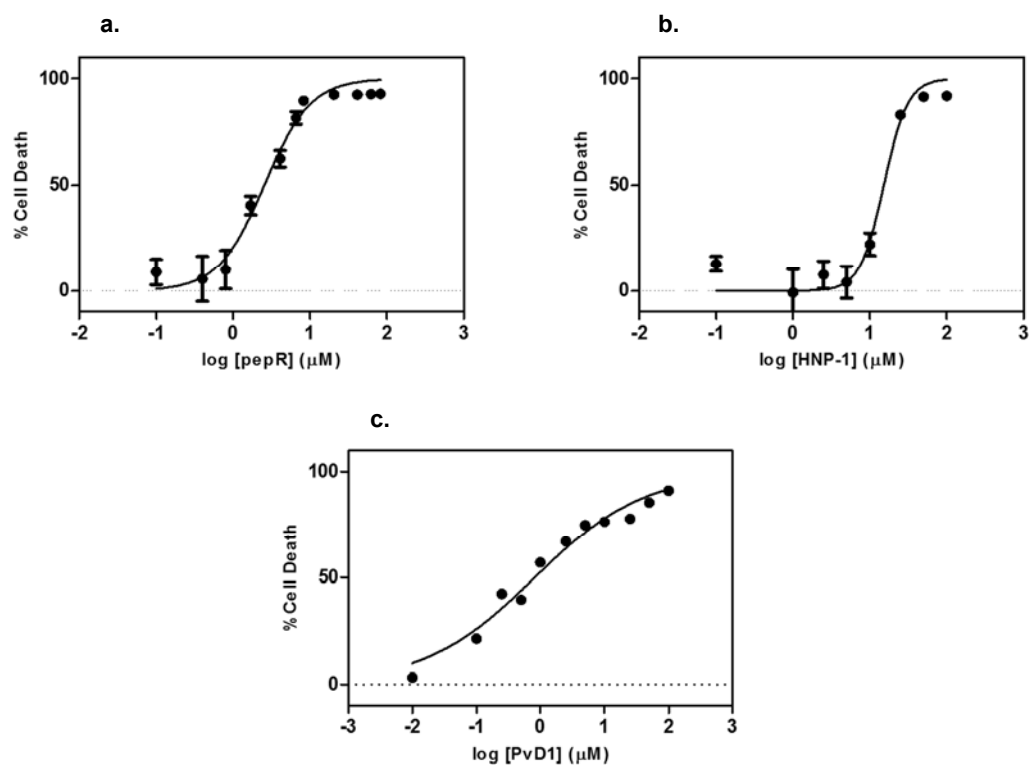 a.
% Cell Death
100
50
0
-2 -1 0 1 2 3
log [pepR] (µM)
b.
% Cell Death
100
50
0
-2 -1 0 1 2 3
log [HNP-1] (µM)
c.
% Cell Death
100
50
0
-3 -2 -1 0 1 2 3
log [PvD1] (µM)